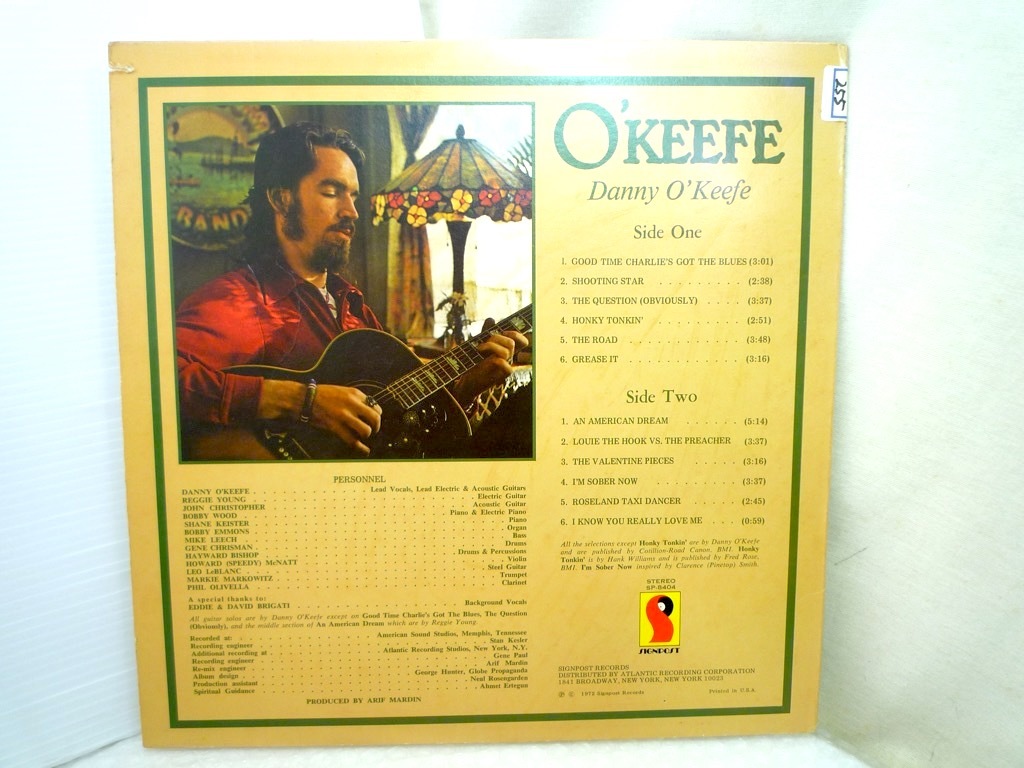 255
BAND
O'KEEFE
Danny O'Keefe
Side One
1. GOOD TIME CHARLIE'S GOT THE BLUES (3:01)
2. SHOOTING STAR . . . . . . . . . (2:38)
3. THE QUESTION (OBVIOUSLY) . . . . (3:37)
4. HONKY TONKIN' . . . . . . . . . (2:51)
5. THE ROAD . . . . . . . . . . . (3:48)
6. GREASE IT . . . . . . . . . . . (3:16)
Side Two
1. AN AMERICAN DREAM . . . . . . (5:14)
2. LOUIE THE HOOK VS. THE PREACHER (3:37)
3. THE VALENTINE PIECES . . . . . (3:16)
4. I'M SOBER NOW . . . . . . . . (3:37)
5. ROSELAND TAXI DANCER . . . . (2:45)
6. I KNOW YOU REALLY LOVE ME . . . (0:59)
All the selections except Honky Tonkin' are by Danny O'Keefe
and are published by Cotillion-Road Canon, BMI. Honky
Tonkin' is by Hank Williams and is published by Fred Rose,
BMI. I'm Sober Now inspired by Clarence (Pinetop) Smith.
STEREO
SP-8404
SIGNPOST
SIGNPOST RECORDS
DISTRIBUTED BY ATLANTIC RECORDING CORPORATION
1841 BROADWAY, NEW YORK, NEW YORK 10023
℗ © 1972 Signpost Records Printed in U.S.A.
PERSONNEL
DANNY O'KEEFE . . . . . . Lead Vocals, Lead Electric & Acoustic Guitars
REGGIE YOUNG . . . . . . Electric Guitar
JOHN CHRISTOPHER . . . . . . Acoustic Guitar
BOBBY WOOD . . . . . . Piano & Electric Piano
SHANE KEISTER . . . . . . Piano
BOBBY EMMONS . . . . . . Organ
MIKE LEECH . . . . . . Bass
GENE CHRISMAN . . . . . . Drums
HAYWARD BISHOP . . . . . . Drums & Percussions
HOWARD (SPEEDY) McNATT . . . . . . Violin
LEO LeBLANC . . . . . . Steel Guitar
MARKIE MARKOWITZ . . . . . . Trumpet
PHIL OLIVELLA . . . . . . Clarinet
A special thanks to:
EDDIE & DAVID BRIGATI . . . . . . Background Vocals
All guitar solos are by Danny O'Keefe except on Good Time Charlie's Got The Blues, The Question
(Obviously), and the middle section of An American Dream which are by Reggie Young.
Recorded at: . . . . . . American Sound Studios, Memphis, Tennessee
Recording engineer . . . . . . Stan Kesler
Additional recording at . . . . . . Atlantic Recording Studios, New York, N.Y.
Recording engineer . . . . . . Gene Paul
Re-mix engineer . . . . . . Arif Mardin
Album design . . . . . . George Hunter, Globe Propaganda
Production assistant . . . . . . Neal Rosengarden
Spiritual Guidance . . . . . . Ahmet Ertegun
PRODUCED BY ARIF MARDIN